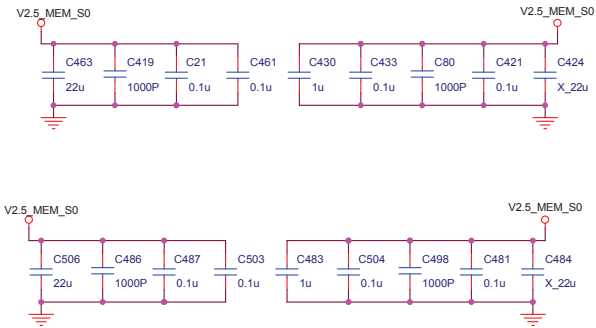 V2.5_MEM_S0
V2.5_MEM_S0
C463 C419 C21 C461 C430 C433 C80 C421 C424
22u 1000P 0.1u 0.1u 1u 0.1u 1000P 0.1u X_22u
V2.5_MEM_S0
V2.5_MEM_S0
C506 C486 C487 C503 C483 C504 C498 C481 C484
22u 1000P 0.1u 0.1u 1u 0.1u 1000P 0.1u X_22u